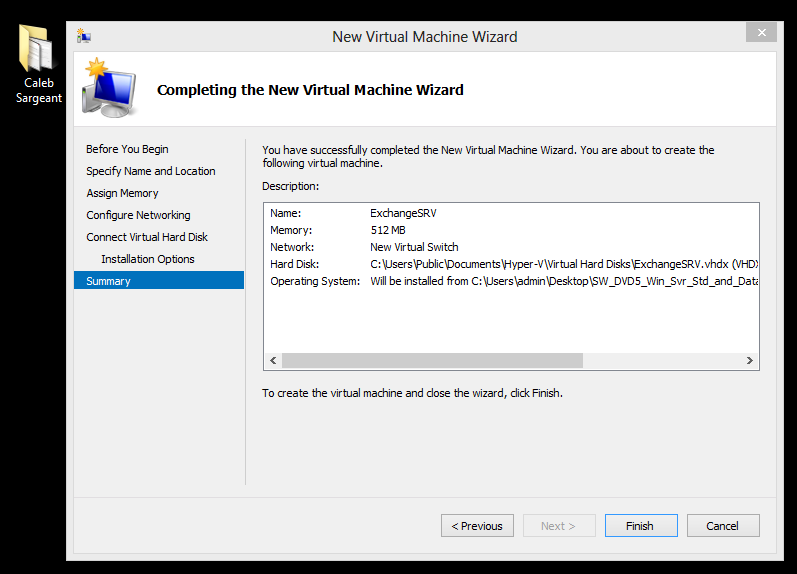 Caleb
Sargeant
New Virtual Machine Wizard
Completing the New Virtual Machine Wizard
Before You Begin
Specify Name and Location
Assign Memory
Configure Networking
Connect Virtual Hard Disk
Installation Options
Summary
You have successfully completed the New Virtual Machine Wizard. You are about to create the
following virtual machine.
Description:
Name: ExchangeSRV
Memory: 512 MB
Network: New Virtual Switch
Hard Disk: C:\Users\Public\Documents\Hyper-V\Virtual Hard Disks\ExchangeSRV.vhdx (VHDX
Operating System: Will be installed from C:\Users\admin\Desktop\SW_DVD5_Win_Svr_Std_and_Data
To create the virtual machine and close the wizard, click Finish.
< Previous Next > Finish Cancel